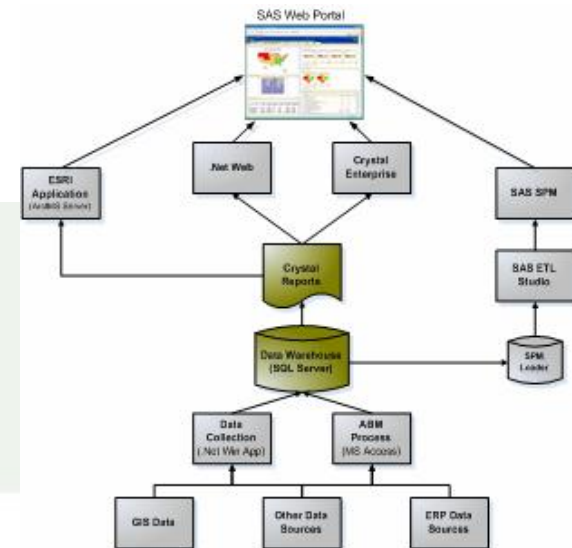 SAS Web Portal
ESRI
Application
(ArcIMS Server)
.Net Web
Crystal
Enterprise
SAS SPM
Crystal
Reports
SAS ETL
Studio
Data Warehouse
(SQL Server)
SPM
Loader
Data
Collection
(.Net Win App)
ABM
Process
(MS Access)
GIS Data
Other Data
Sources
ERP Data
Sources